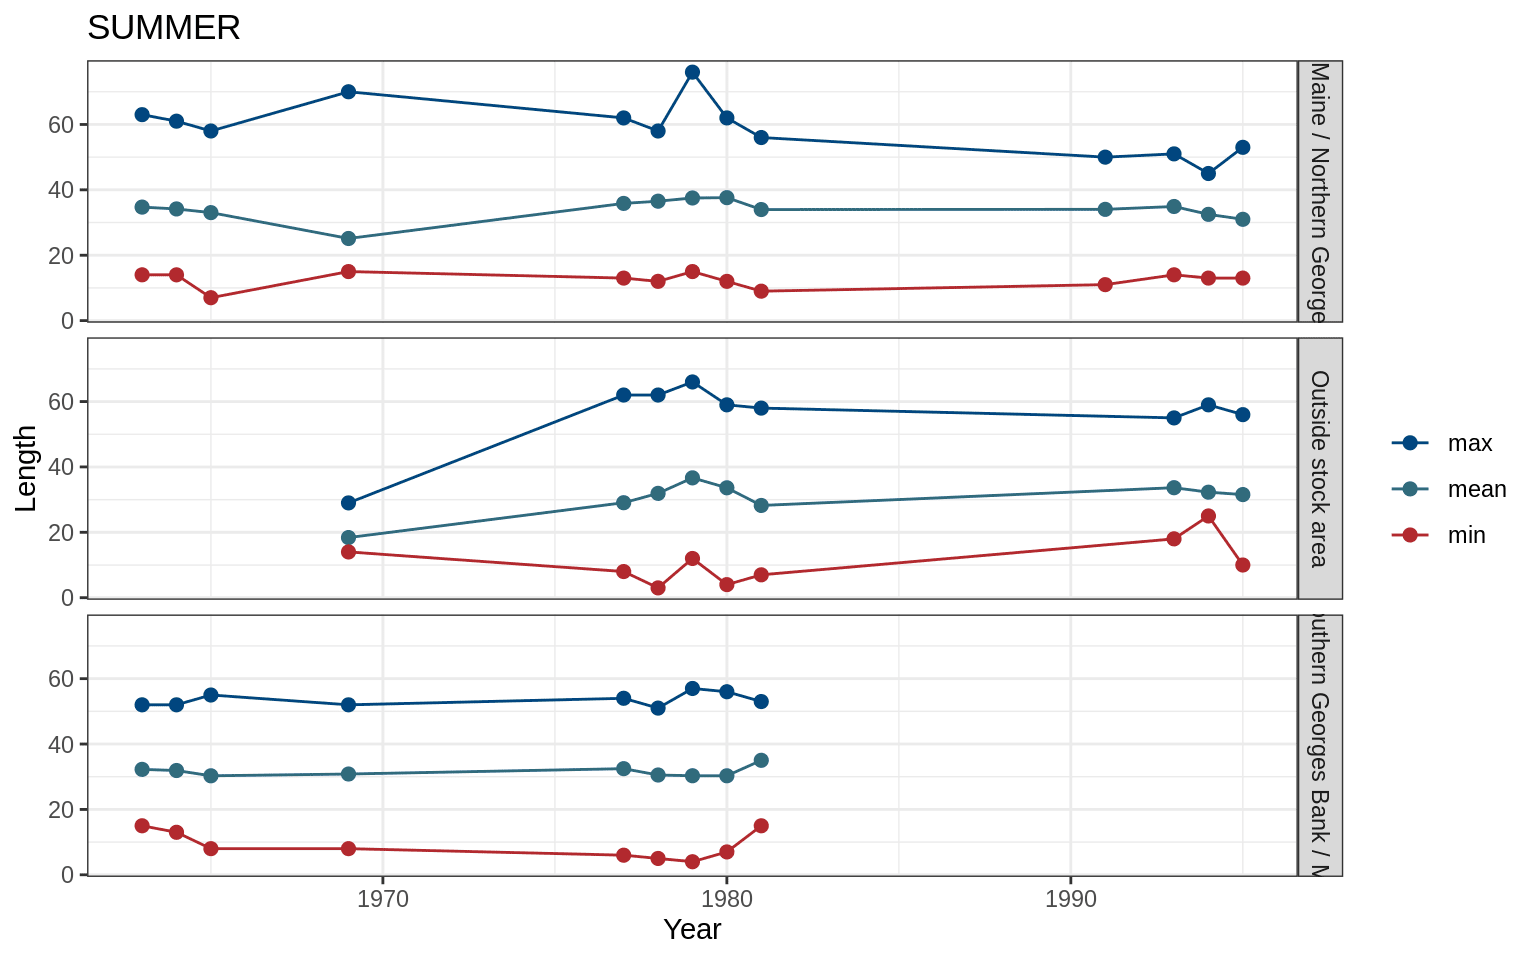 SUMMER
60
40
20
0
Maine / Northern George
60
40
20
0
Outside stock area
60
40
20
0
uthern Georges Bank / M
1970
1980
1990
Year
Length
max
mean
min